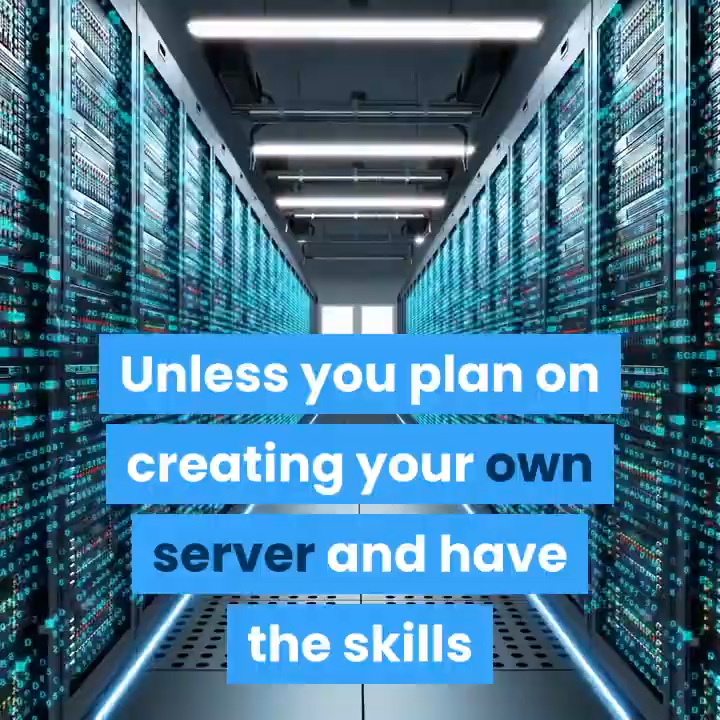 Unless you plan on
creating your own
server and have
the skills